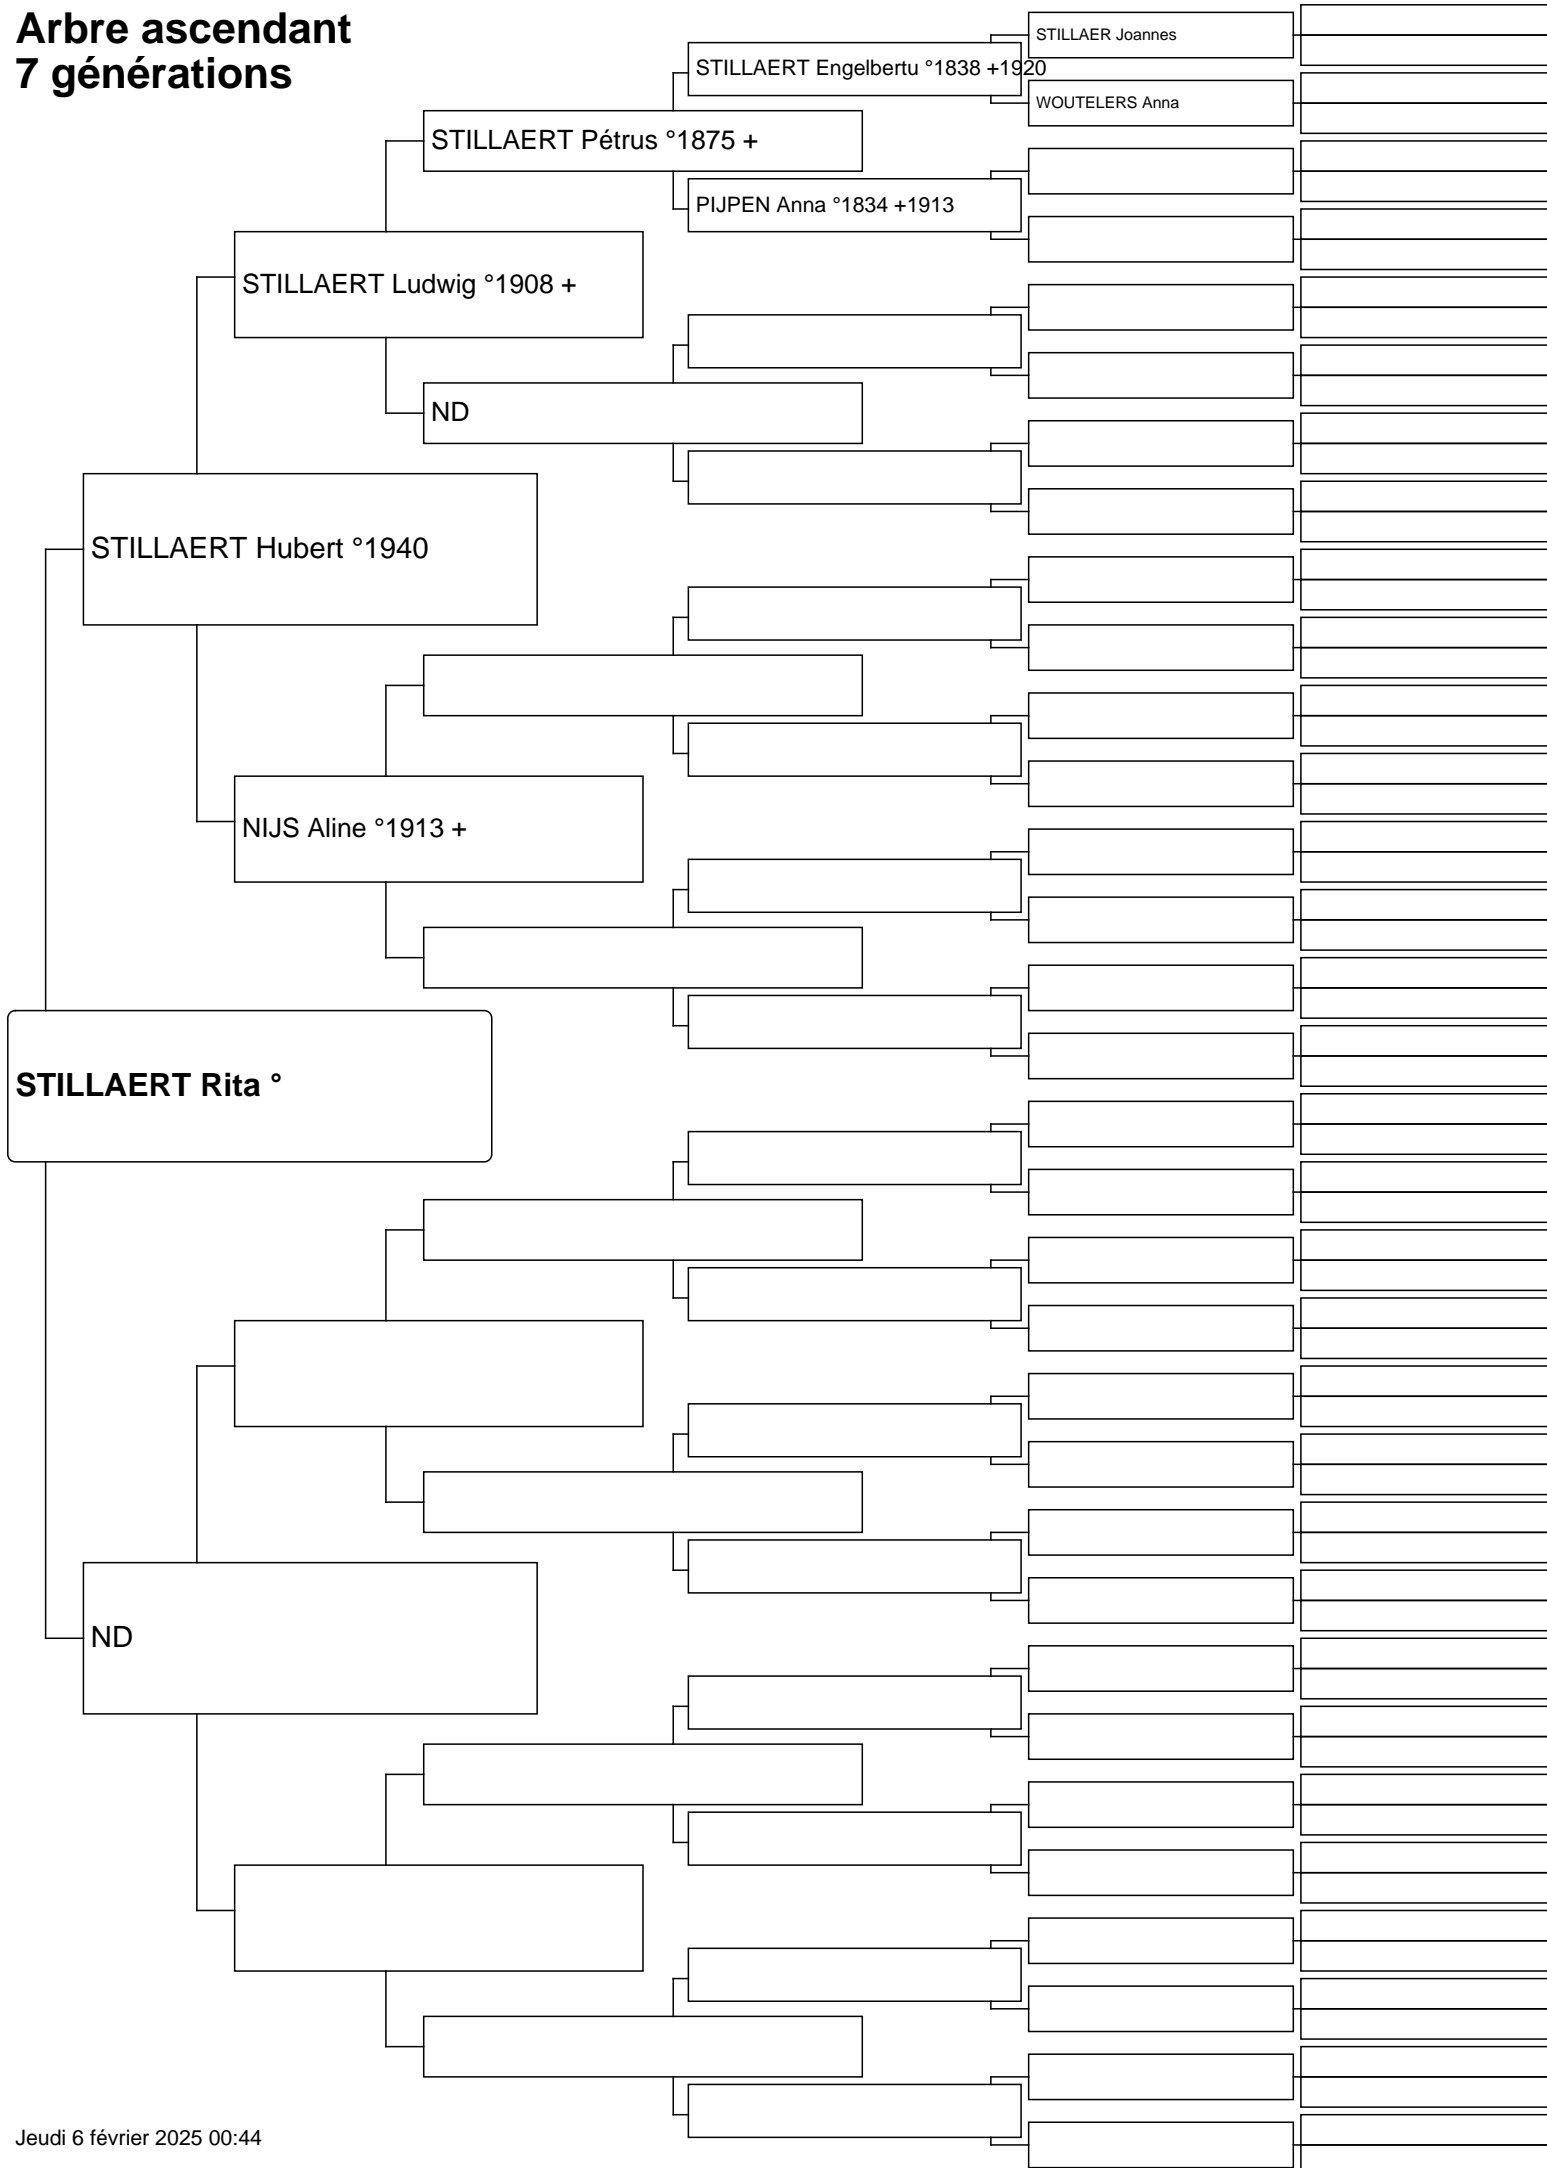 Arbre ascendant
7 générations
STILLAER Joannes
STILLAERT Engelbertu °1838 +1920
WOUTELERS Anna
STILLAERT Pétrus °1875 +
PIJPEN Anna °1834 +1913
STILLAERT Ludwig °1908 +
ND
STILLAERT Hubert °1940
NIJS Aline °1913 +
STILLAERT Rita °
ND
Jeudi 6 février 2025 00:44